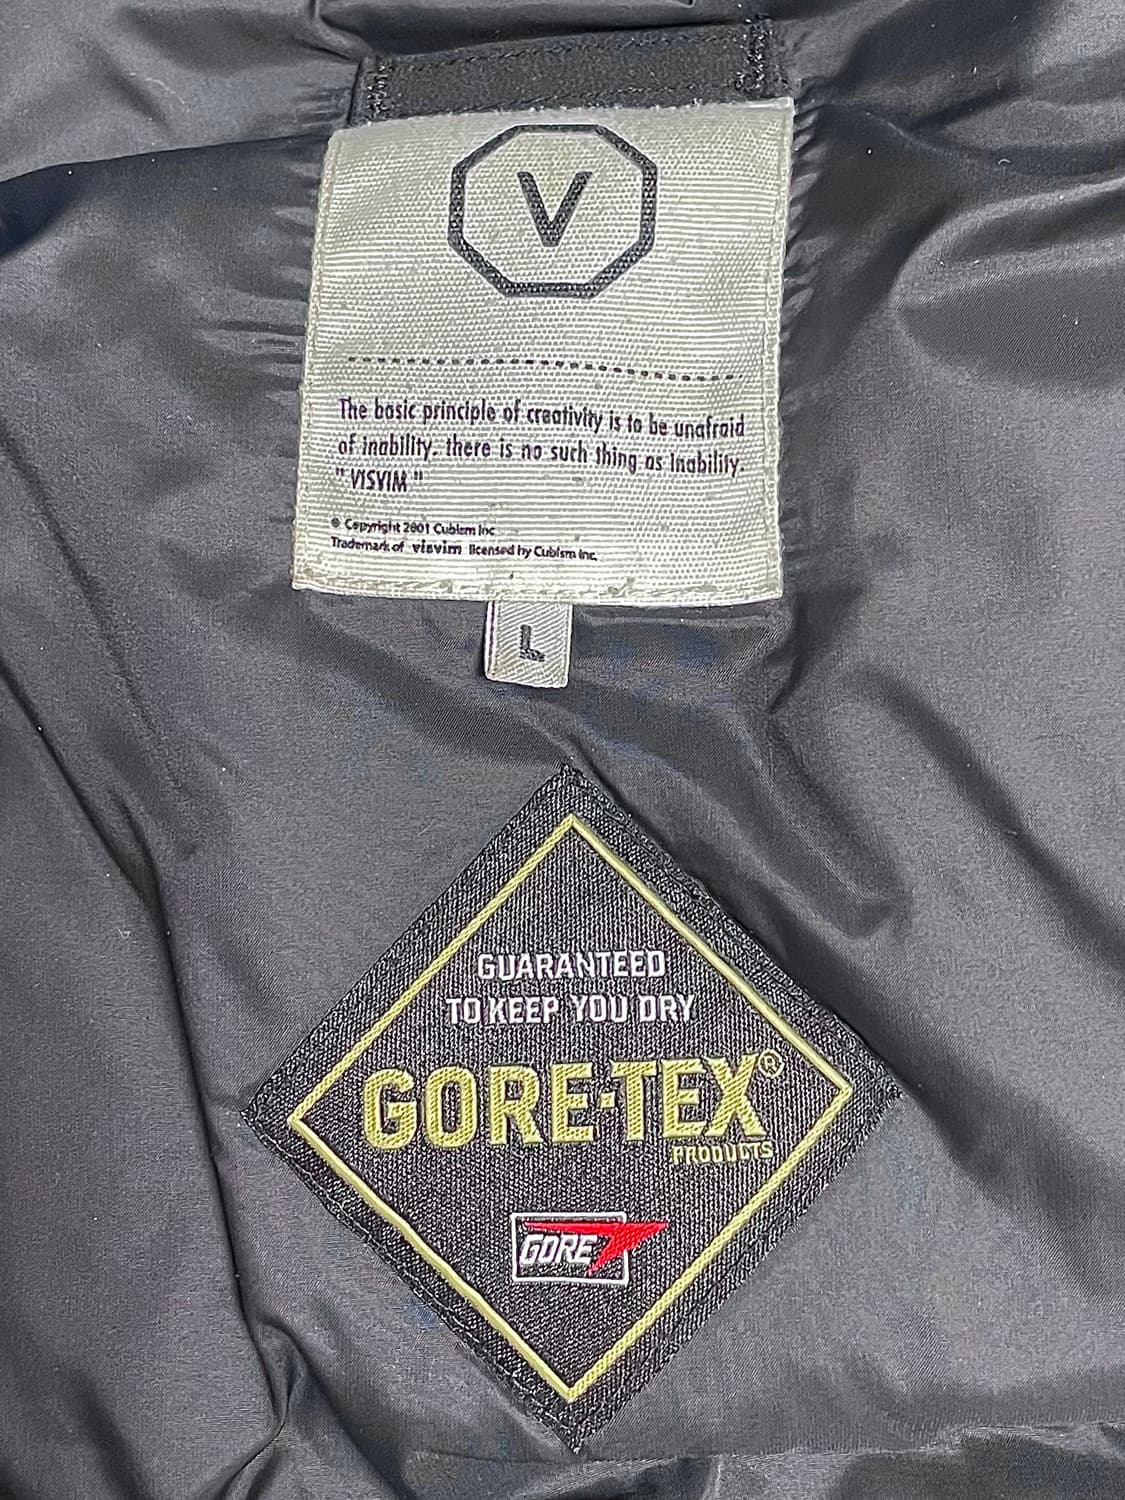 V
The basic principle of creativity is to be unafraid
of inability. there is no such thing as inability.
" VISVIM "
© Copyright 2001 Cubism Inc
Trademark of visvim licensed by Cubism Inc.
L
GUARANTEED
TO KEEP YOU DRY
GORE-TEX®
PRODUCTS
GORE